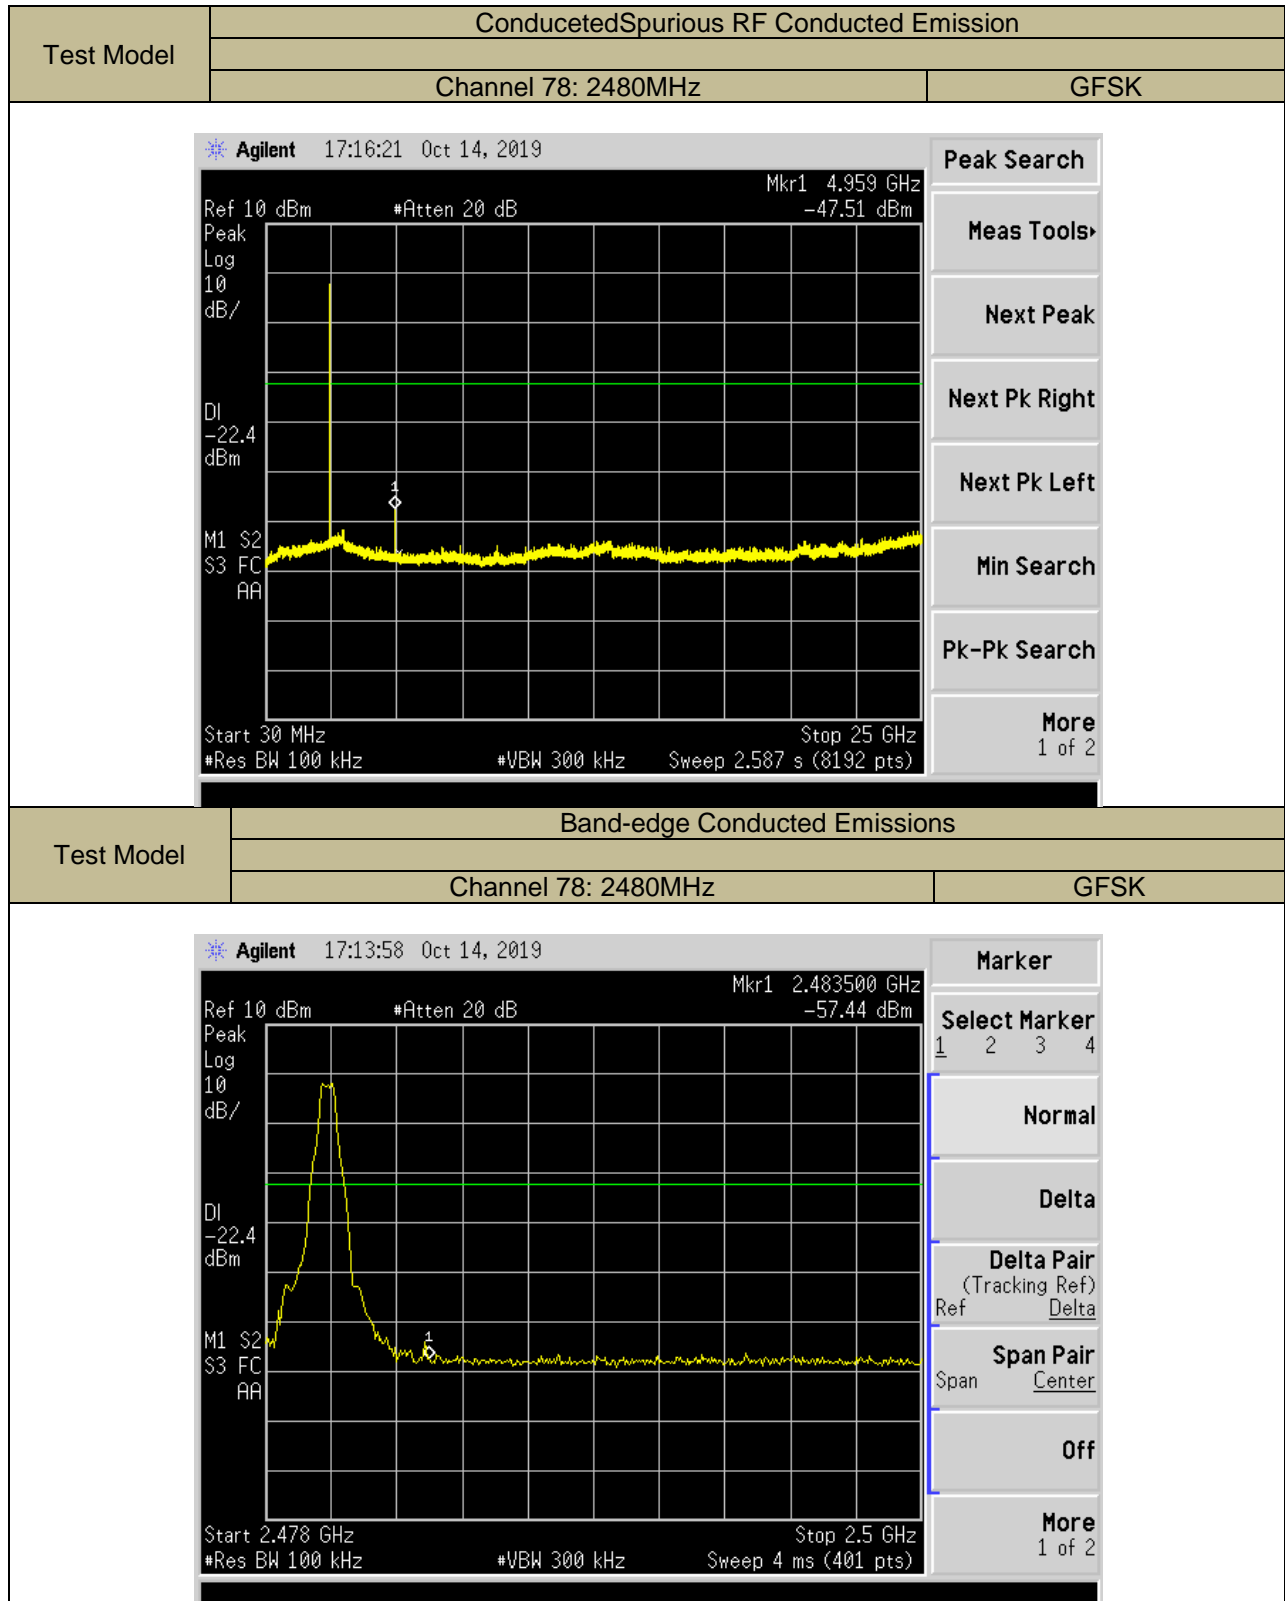 Test Model
ConducetedSpurious RF Conducted Emission
Channel 78: 2480MHz
GFSK
Agilent 17:16:21 Oct 14, 2019
Mkr1 4.959 GHz
Ref 10 dBm #Atten 20 dB -47.51 dBm
Peak
Log
10
dB/
DI
-22.4
dBm
1
M1 S2
S3 FC
AA
Start 30 MHz Stop 25 GHz
#Res BW 100 kHz #VBW 300 kHz Sweep 2.587 s (8192 pts)
Peak Search
Meas Tools
Next Peak
Next Pk Right
Next Pk Left
Min Search
Pk-Pk Search
More
1 of 2
Test Model
Band-edge Conducted Emissions
Channel 78: 2480MHz
GFSK
Agilent 17:13:58 Oct 14, 2019
Mkr1 2.483500 GHz
Ref 10 dBm #Atten 20 dB -57.44 dBm
Peak
Log
10
dB/
DI
-22.4
dBm
1
M1 S2
S3 FC
AA
Start 2.478 GHz Stop 2.5 GHz
#Res BW 100 kHz #VBW 300 kHz Sweep 4 ms (401 pts)
Marker
Select Marker
1 2 3 4
Normal
Delta
Delta Pair
(Tracking Ref)
Ref Delta
Span Pair
Span Center
Off
More
1 of 2